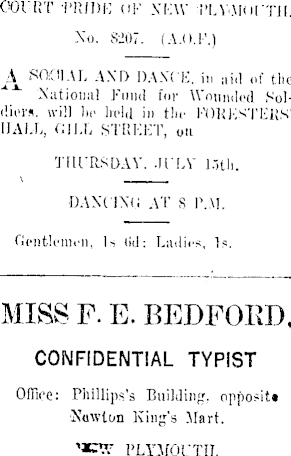 COURT PRIDE OF NEW PLYMOUTH,
No. 8207. (A.O.F.)
A SOCIAL AND DANCE, in aid of the
National Fund for Wounded Sol-
diers, will be held in the FORESTERS'
HALL, GILL STREET, on
THURSDAY, JULY 15th.
DANCING AT 8 P.M.
Gentlemen, 1s 6d; Ladies, 1s.
MISS F. E. BEDFORD,
CONFIDENTIAL TYPIST
Office: Phillips's Building, opposite
Newton King's Mart.
NEW PLYMOUTH.